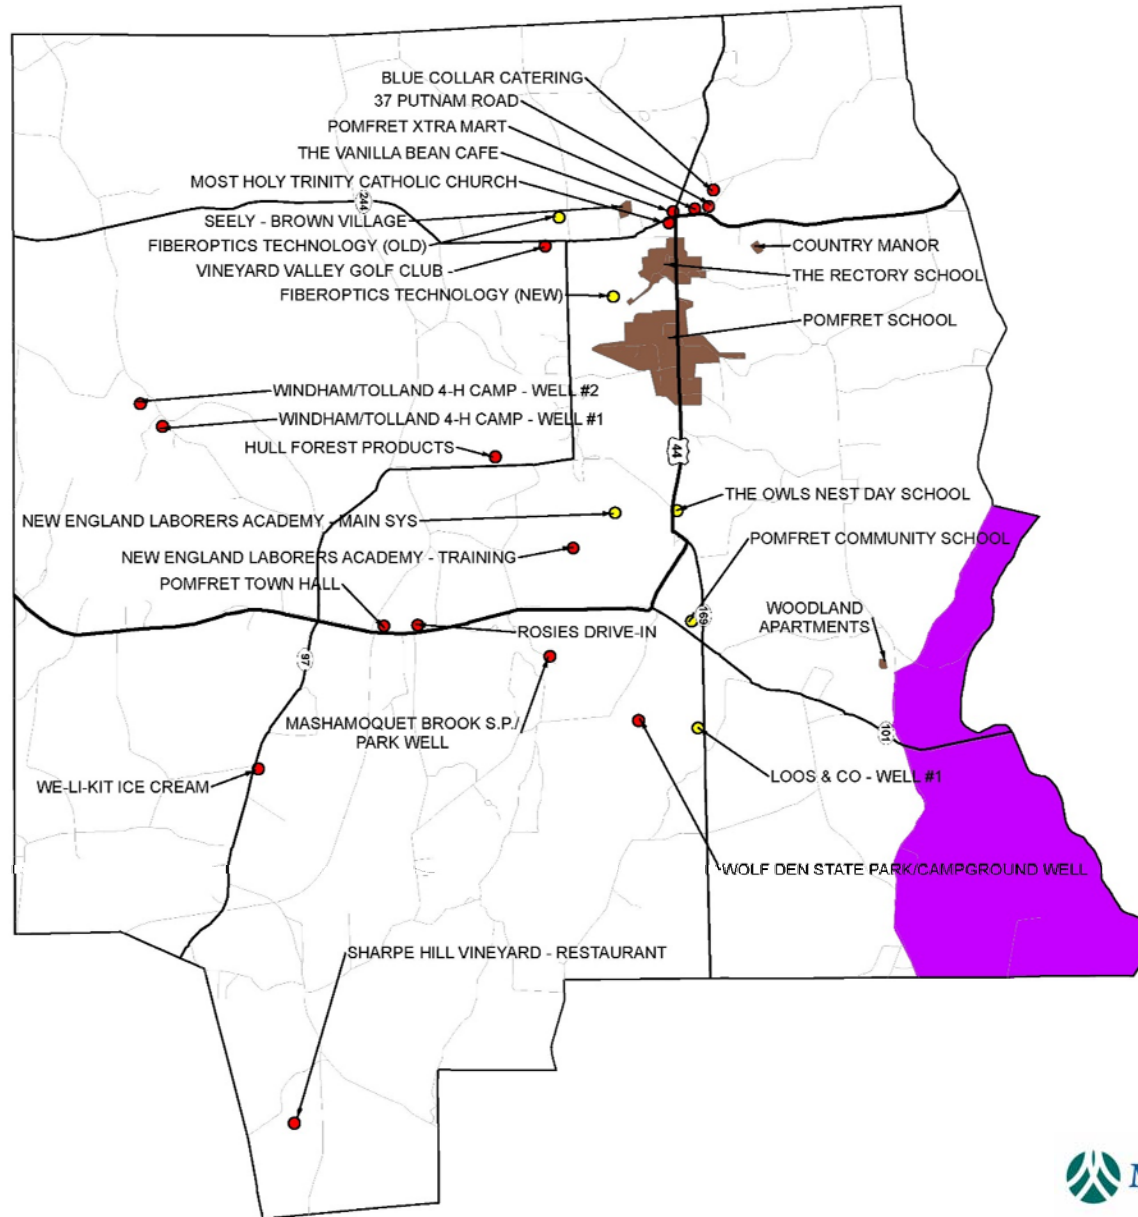 BLUE COLLAR CATERING
37 PUTNAM ROAD
POMFRET XTRA MART
THE VANILLA BEAN CAFE
MOST HOLY TRINITY CATHOLIC CHURCH
244
SEELY - BROWN VILLAGE
FIBEROPTICS TECHNOLOGY (OLD)
COUNTRY MANOR
VINEYARD VALLEY GOLF CLUB
THE RECTORY SCHOOL
FIBEROPTICS TECHNOLOGY (NEW)
POMFRET SCHOOL
WINDHAM/TOLLAND 4-H CAMP - WELL #2
WINDHAM/TOLLAND 4-H CAMP - WELL #1
HULL FOREST PRODUCTS
44
THE OWLS NEST DAY SCHOOL
NEW ENGLAND LABORERS ACADEMY - MAIN SYS
POMFRET COMMUNITY SCHOOL
NEW ENGLAND LABORERS ACADEMY - TRAINING
POMFRET TOWN HALL
WOODLAND
APARTMENTS
169
ROSIES DRIVE-IN
97
MASHAMOQUET BROOK S.P./
PARK WELL
101
LOOS & CO - WELL #1
WE-LI-KIT ICE CREAM
WOLF DEN STATE PARK/CAMPGROUND WELL
SHARPE HILL VINEYARD - RESTAURANT